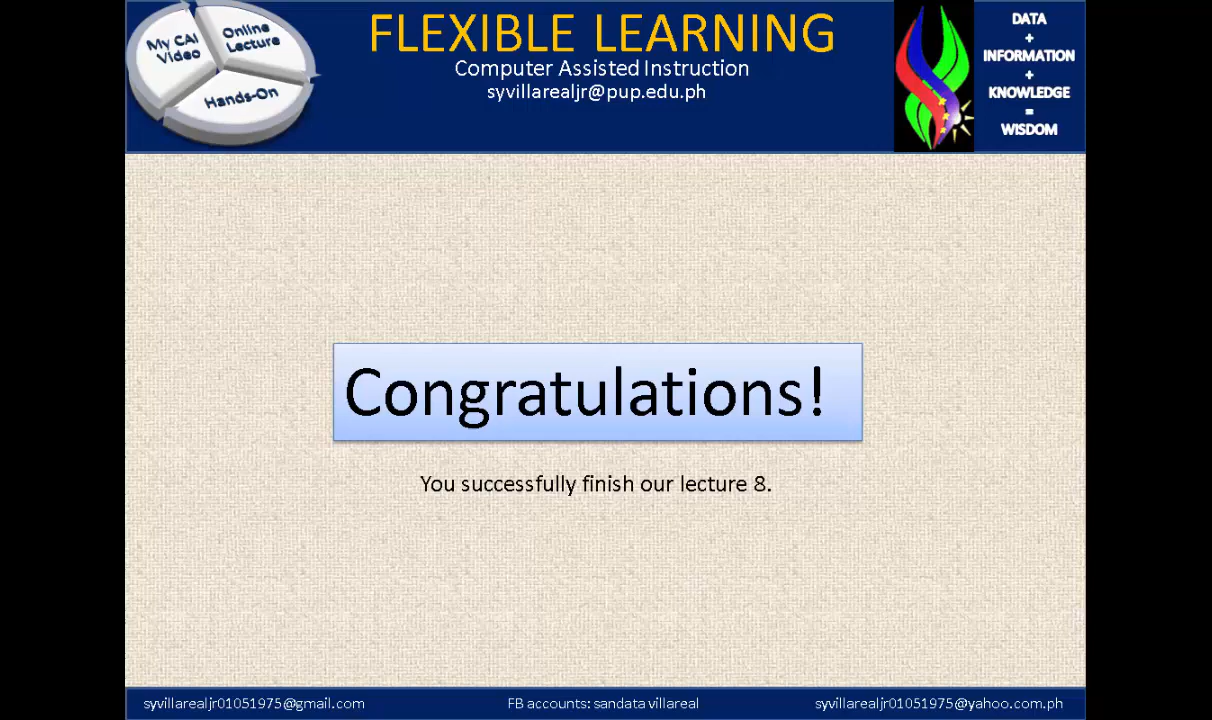 My CAI
Video
Online
Lecture
Hands-On
FLEXIBLE LEARNING
Computer Assisted Instruction
syvillarealjr@pup.edu.ph
DATA
+
INFORMATION
+
KNOWLEDGE
=
WISDOM
Congratulations!
You successfully finish our lecture 8.
syvillarealjr01051975@gmail.com
FB accounts: sandata villareal
syvillarealjr01051975@yahoo.com.ph